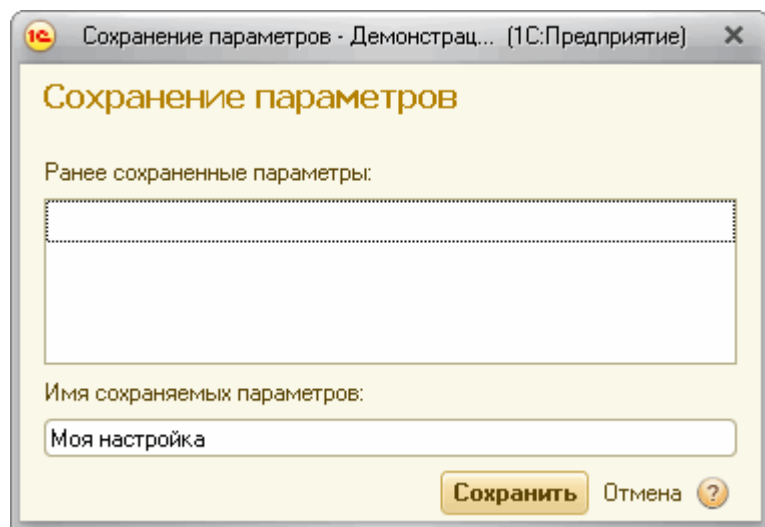 1С Сохранение параметров - Демонстрац... (1С:Предприятие)
Сохранение параметров
Ранее сохраненные параметры:
Имя сохраняемых параметров:
Моя настройка
Сохранить Отмена ?